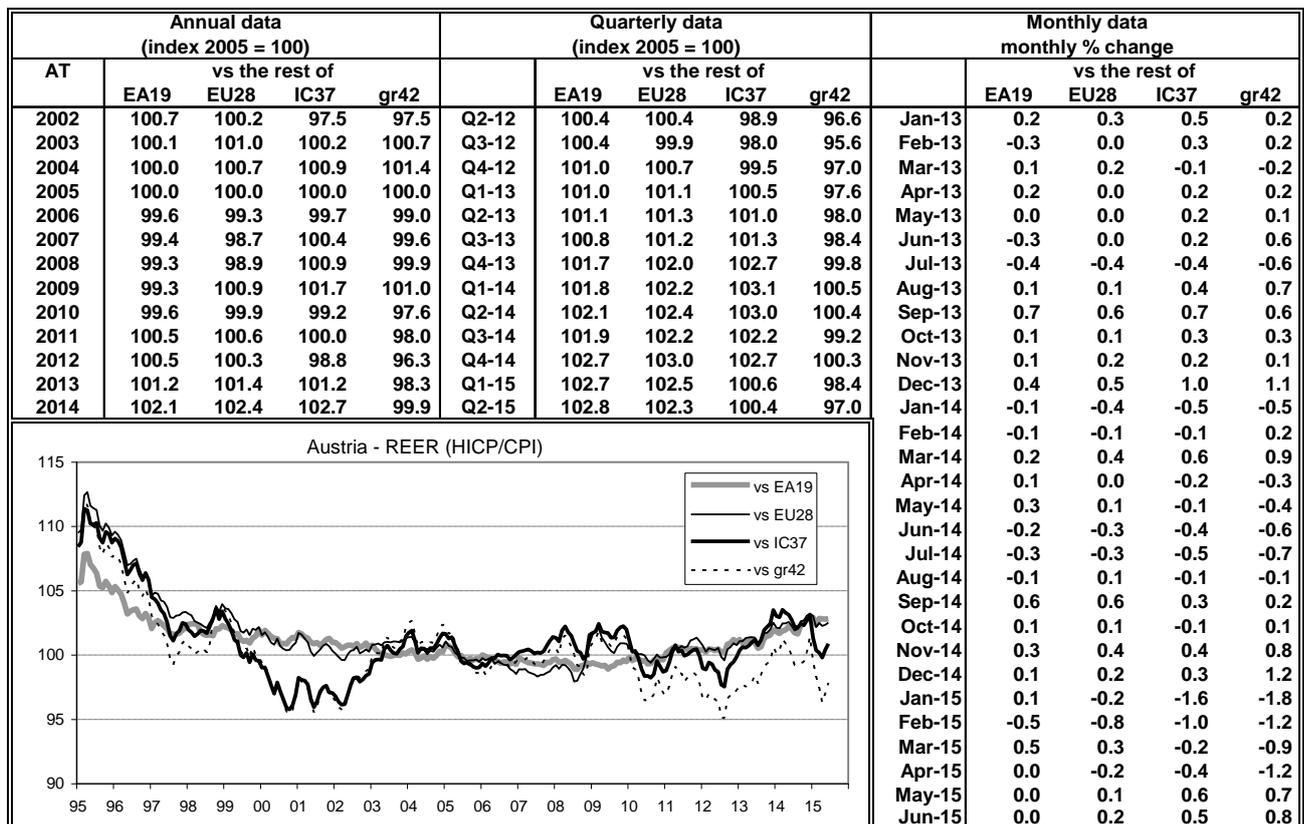 Annual data Quarterly data Monthly data
(index 2005 = 100) (index 2005 = 100) monthly % change
AT vs the rest of vs the rest of vs the rest of
EA19 EU28 IC37 gr42 EA19 EU28 IC37 gr42 EA19 EU28 IC37 gr42
2002 100.7 100.2 97.5 97.5 Q2-12 100.4 100.4 98.9 96.6 Jan-13 0.2 0.3 0.5 0.2
2003 100.1 101.0 100.2 100.7 Q3-12 100.4 99.9 98.0 95.6 Feb-13 -0.3 0.0 0.3 0.2
2004 100.0 100.7 100.9 101.4 Q4-12 101.0 100.7 99.5 97.0 Mar-13 0.1 0.2 -0.1 -0.2
2005 100.0 100.0 100.0 100.0 Q1-13 101.0 101.1 100.5 97.6 Apr-13 0.2 0.0 0.2 0.2
2006 99.6 99.3 99.7 99.0 Q2-13 101.1 101.3 101.0 98.0 May-13 0.0 0.0 0.2 0.1
2007 99.4 98.7 100.4 99.6 Q3-13 100.8 101.2 101.3 98.4 Jun-13 -0.3 0.0 0.2 0.6
2008 99.3 98.9 100.9 99.9 Q4-13 101.7 102.0 102.7 99.8 Jul-13 -0.4 -0.4 -0.4 -0.6
2009 99.3 100.9 101.7 101.0 Q1-14 101.8 102.2 103.1 100.5 Aug-13 0.1 0.1 0.4 0.7
2010 99.6 99.9 99.2 97.6 Q2-14 102.1 102.4 103.0 100.4 Sep-13 0.7 0.6 0.7 0.6
2011 100.5 100.6 100.0 98.0 Q3-14 101.9 102.2 102.2 99.2 Oct-13 0.1 0.1 0.3 0.3
2012 100.5 100.3 98.8 96.3 Q4-14 102.7 103.0 102.7 100.3 Nov-13 0.1 0.2 0.2 0.1
2013 101.2 101.4 101.2 98.3 Q1-15 102.7 102.5 100.6 98.4 Dec-13 0.4 0.5 1.0 1.1
2014 102.1 102.4 102.7 99.9 Q2-15 102.8 102.3 100.4 97.0 Jan-14 -0.1 -0.4 -0.5 -0.5
Feb-14 -0.1 -0.1 -0.1 0.2
Mar-14 0.2 0.4 0.6 0.9
Apr-14 0.1 0.0 -0.2 -0.3
May-14 0.3 0.1 -0.1 -0.4
Jun-14 -0.2 -0.3 -0.4 -0.6
Jul-14 -0.3 -0.3 -0.5 -0.7
Aug-14 -0.1 0.1 -0.1 -0.1
Sep-14 0.6 0.6 0.3 0.2
Oct-14 0.1 0.1 -0.1 0.1
Nov-14 0.3 0.4 0.4 0.8
Dec-14 0.1 0.2 0.3 1.2
Jan-15 0.1 -0.2 -1.6 -1.8
Feb-15 -0.5 -0.8 -1.0 -1.2
Mar-15 0.5 0.3 -0.2 -0.9
Apr-15 0.0 -0.2 -0.4 -1.2
May-15 0.0 0.1 0.6 0.7
Jun-15 0.0 0.2 0.5 0.8
Austria - REER (HICP/CPI)
115
110
105
100
95
90
vs EA19
vs EU28
vs IC37
vs gr42
95 96 97 98 99 00 01 02 03 04 05 06 07 08 09 10 11 12 13 14 15